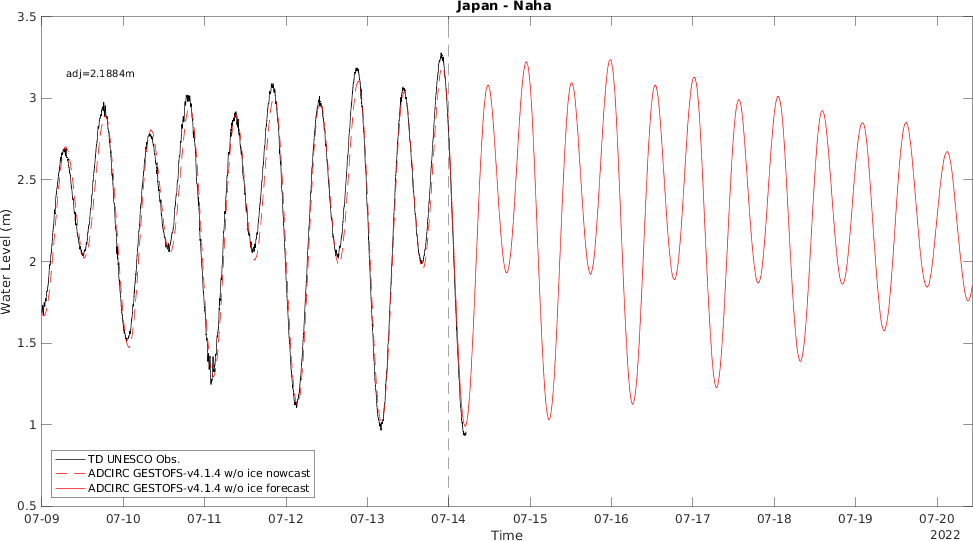 Japan - Naha
3.5
3
2.5
2
1.5
1
0.5
Water Level (m)
adj=2.1884m
TD UNESCO Obs.
ADCIRC GESTOFS-v4.1.4 w/o ice nowcast
ADCIRC GESTOFS-v4.1.4 w/o ice forecast
07-09 07-10 07-11 07-12 07-13 07-14 07-15 07-16 07-17 07-18 07-19 07-20
2022
Time